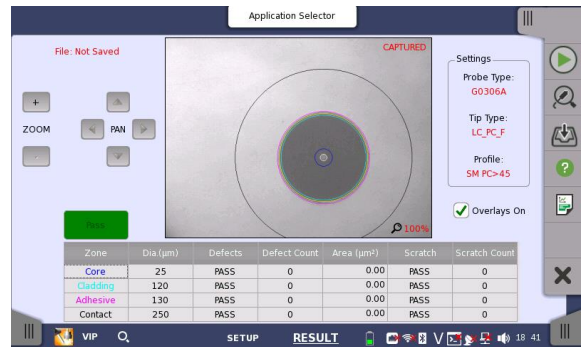 Application Selector
File: Not Saved
CAPTURED
Settings
Probe Type:
G0306A
Tip Type:
LC_PC_F
Profile:
SM PC>45
+
ZOOM
PAN
-
Overlays On
Pass
100%
Zone Dia.(µm) Defects Defect Count Area (µm²) Scratch Scratch Count
Core 25 PASS 0 0.00 PASS 0
Cladding 120 PASS 0 0.00 PASS 0
Adhesive 130 PASS 0 0.00 PASS 0
Contact 250 PASS 0 0.00 PASS 0
VIP SETUP RESULT 18 41